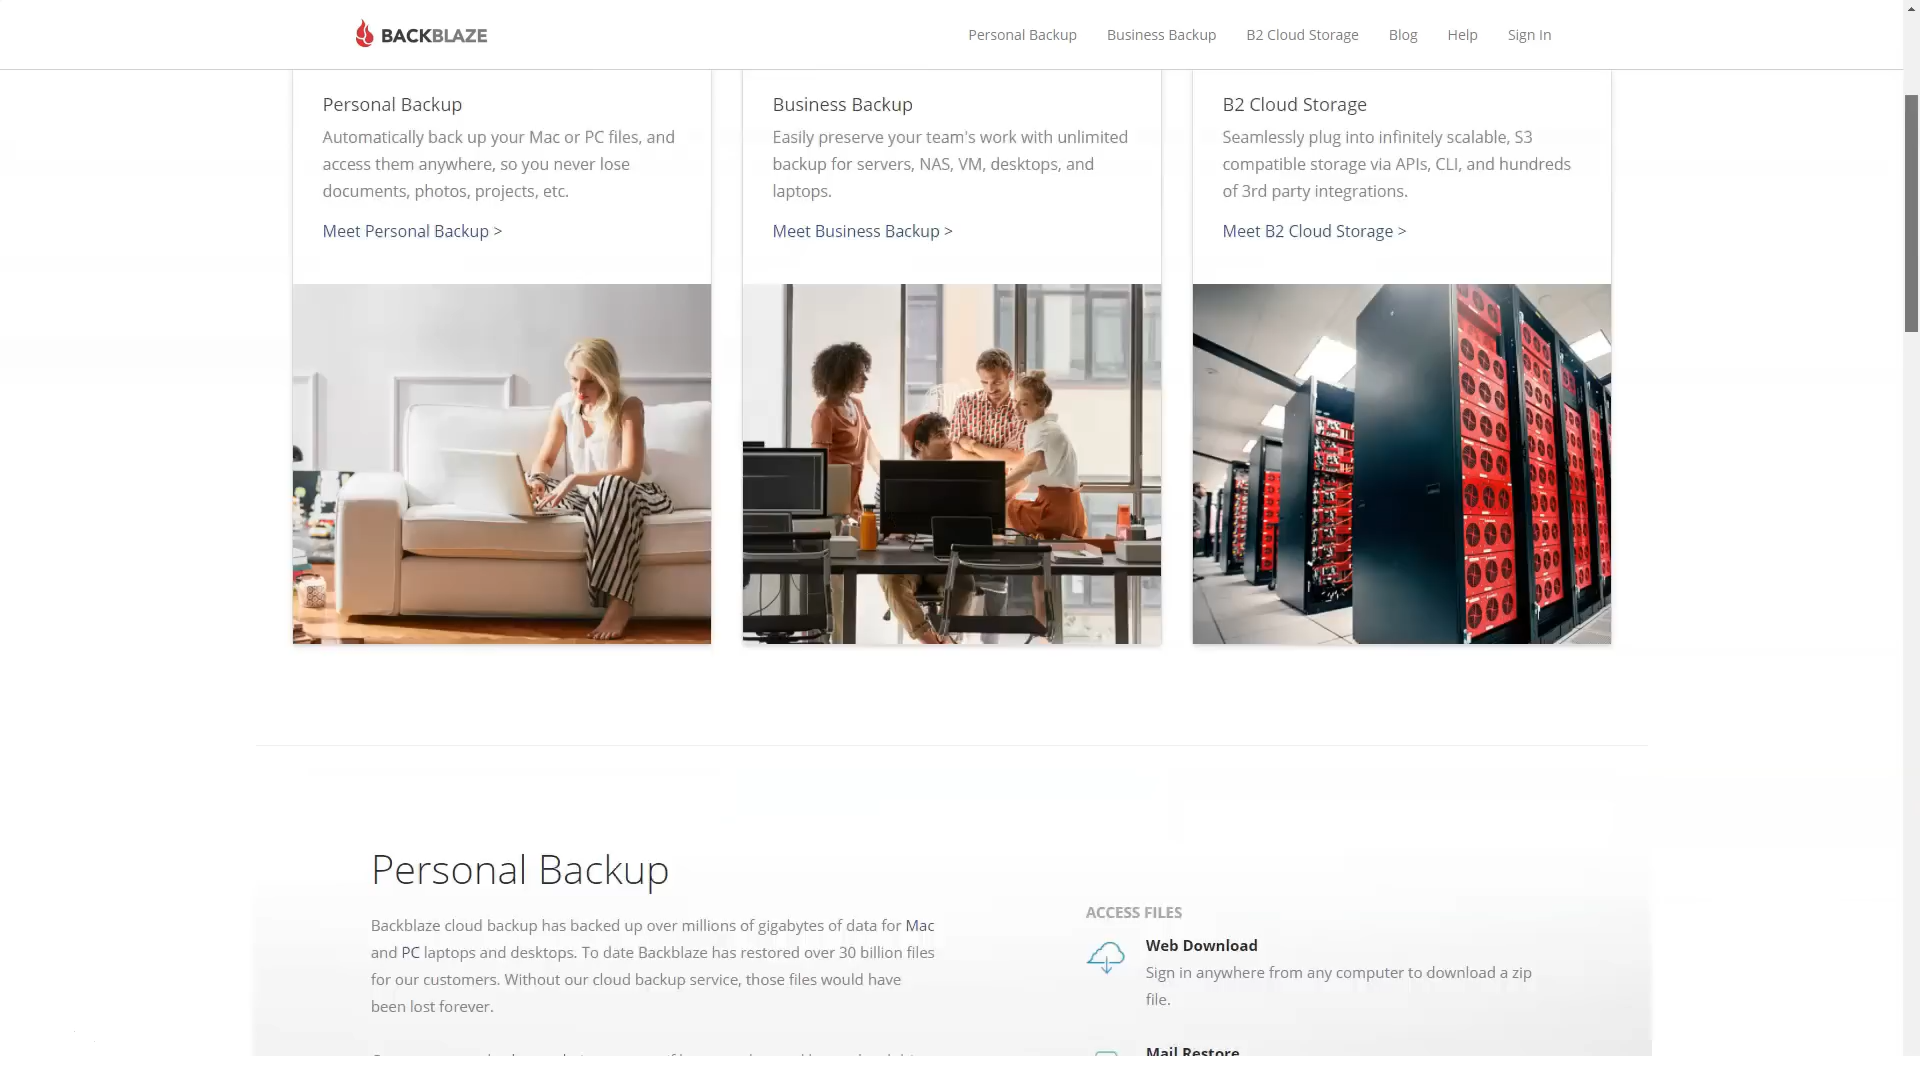 BACKBLAZE
Personal Backup
Business Backup
B2 Cloud Storage
Blog
Help
Sign In
Personal Backup
Automatically back up your Mac or PC files, and
access them anywhere, so you never lose
documents, photos, projects, etc.
Meet Personal Backup >
Business Backup
Easily preserve your team's work with unlimited
backup for servers, NAS, VM, desktops, and
laptops.
Meet Business Backup >
B2 Cloud Storage
Seamlessly plug into infinitely scalable, S3
compatible storage via APIs, CLI, and hundreds
of 3rd party integrations.
Meet B2 Cloud Storage >
Personal Backup
Backblaze cloud backup has backed up over millions of gigabytes of data for Mac
and PC laptops and desktops. To date Backblaze has restored over 30 billion files
for our customers. Without our cloud backup service, those files would have
been lost forever.
ACCESS FILES
Web Download
Sign in anywhere from any computer to download a zip
file.
Mail Restore